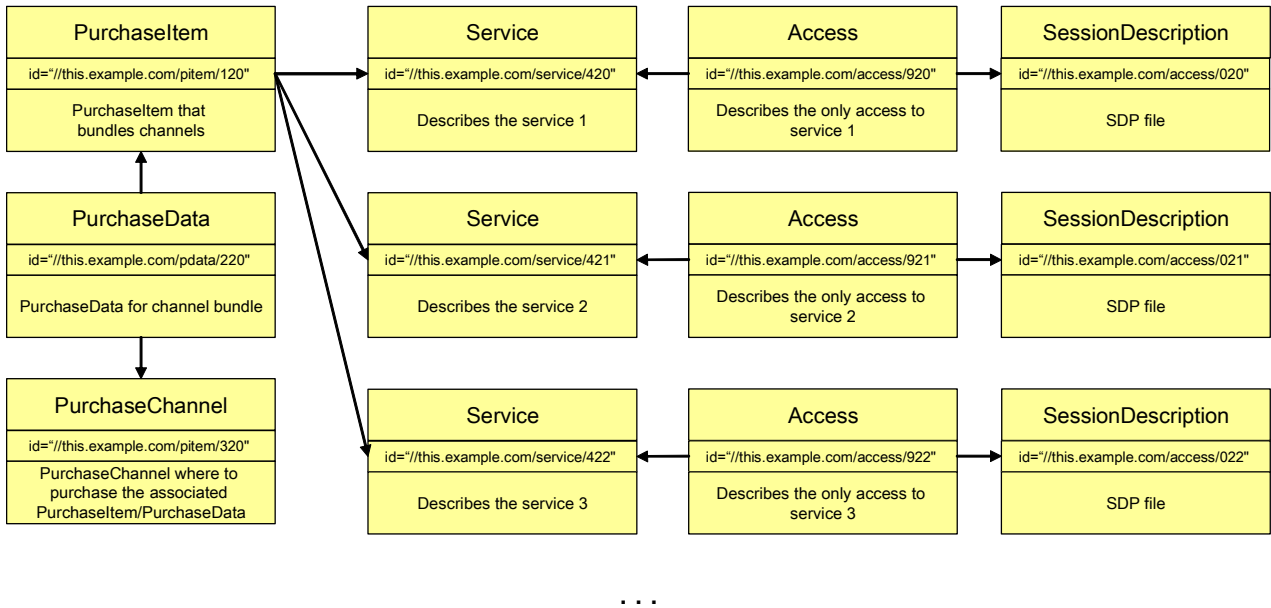 PurchaseItem
id="//this.example.com/pitem/120"
PurchaseItem that
bundles channels
Service
id="//this.example.com/service/420"
Describes the service 1
Access
id="//this.example.com/access/920"
Describes the only access to
service 1
SessionDescription
id="//this.example.com/access/020"
SDP file
PurchaseData
id="//this.example.com/pdata/220"
PurchaseData for channel bundle
Service
id="//this.example.com/service/421"
Describes the service 2
Access
id="//this.example.com/access/921"
Describes the only access to
service 2
SessionDescription
id="//this.example.com/access/021"
SDP file
PurchaseChannel
id="//this.example.com/pitem/320"
PurchaseChannel where to
purchase the associated
PurchaseItem/PurchaseData
Service
id="//this.example.com/service/422"
Describes the service 3
Access
id="//this.example.com/access/922"
Describes the only access to
service 3
SessionDescription
id="//this.example.com/access/022"
SDP file
...